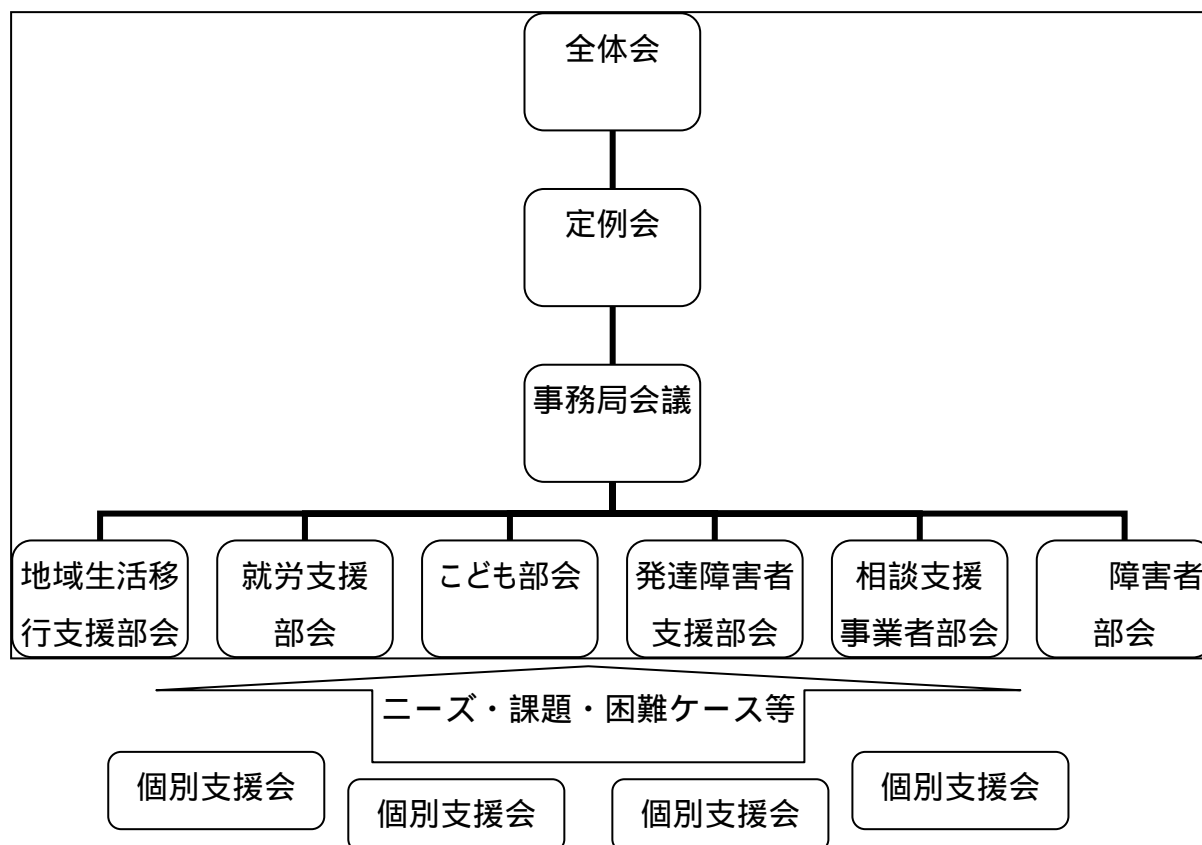 全体会
定例会
事務局会議
地域生活移
行支援部会
就労支援
部会
こども部会
発達障害者
支援部会
相談支援
事業者部会
障害者
部会
ニーズ・課題・困難ケース等
個別支援会
個別支援会
個別支援会
個別支援会